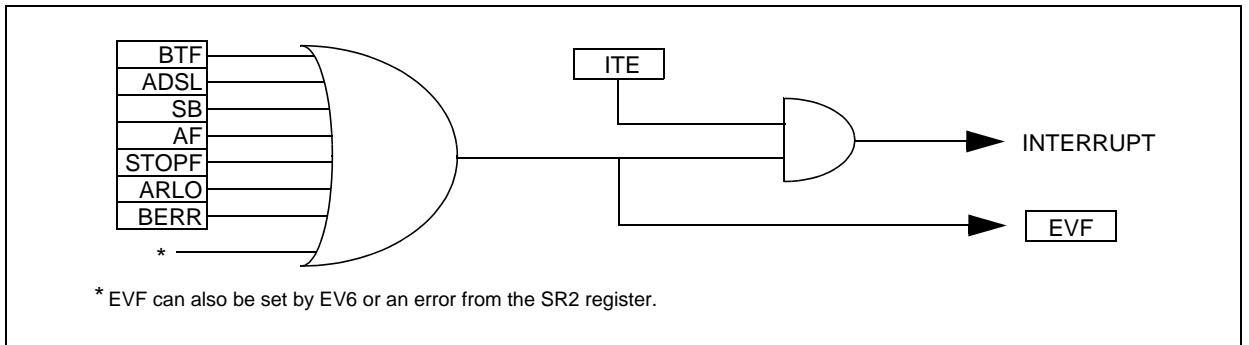 BTF
ADSL
SB
AF
STOPF
ARLO
BERR
*
ITE
INTERRUPT
EVF
* EVF can also be set by EV6 or an error from the SR2 register.